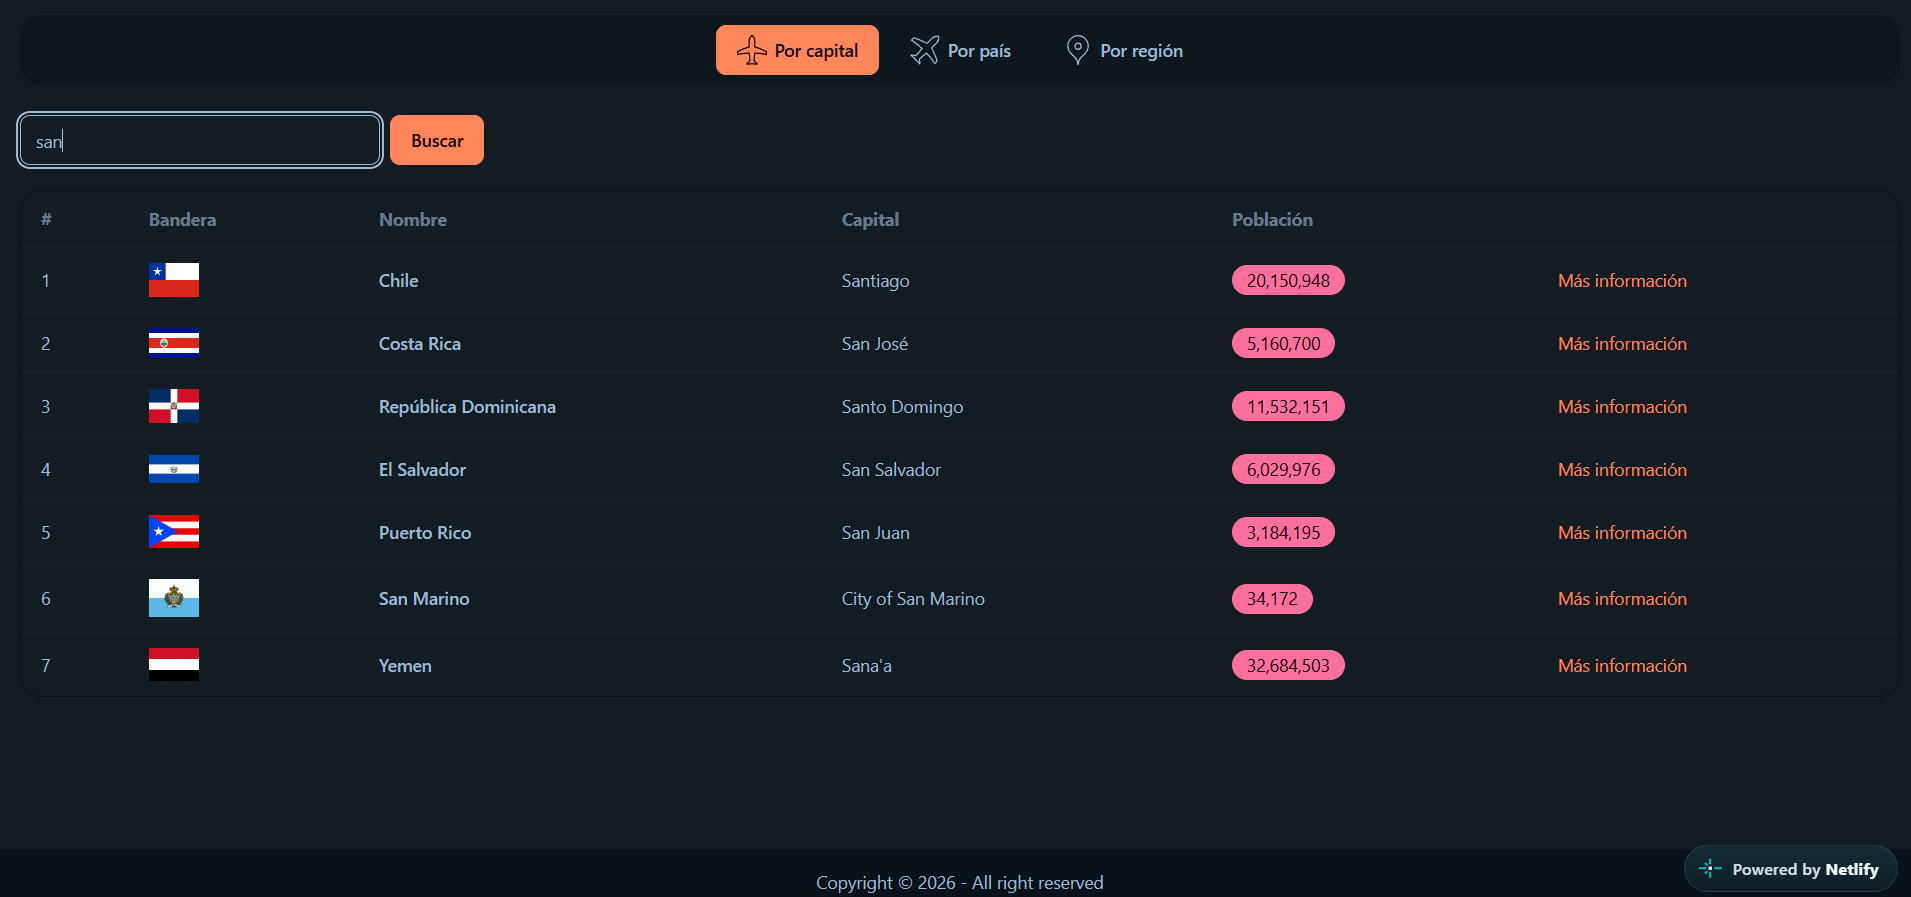 Por capital Por país Por región
san Buscar
# Bandera Nombre Capital Población
1 Chile Santiago 20,150,948 Más información
2 Costa Rica San José 5,160,700 Más información
3 República Dominicana Santo Domingo 11,532,151 Más información
4 El Salvador San Salvador 6,029,976 Más información
5 Puerto Rico San Juan 3,184,195 Más información
6 San Marino City of San Marino 34,172 Más información
7 Yemen Sana'a 32,684,503 Más información
Powered by Netlify
Copyright © 2026 - All right reserved